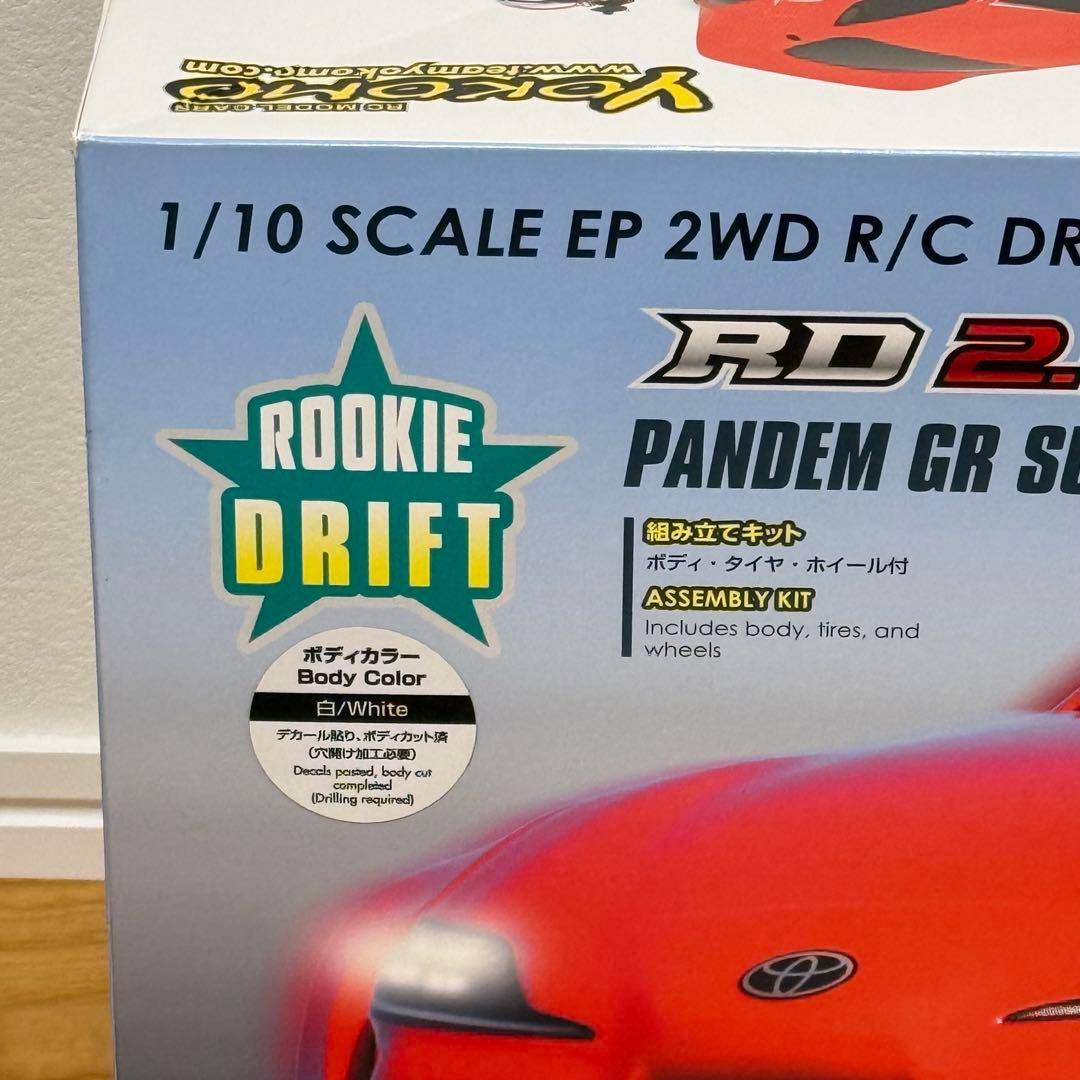 RC MODEL CARS
YOKOMO
www.teamyokomo.com
1/10 SCALE EP 2WD R/C DR
RD 2.
ROOKIE
DRIFT
PANDEM GR SU
組み立てキット
ボディ・タイヤ・ホイール付
ASSEMBLY KIT
Includes body, tires, and
wheels
ボディカラー
Body Color
白/White
デカール貼り、ボディカット済
(穴開け加工必要)
Decals pasted, body cut
completed
(Drilling required)